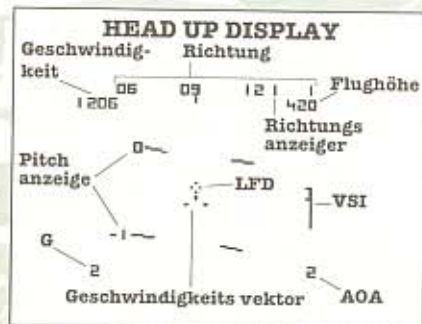 HEAD UP DISPLAY
Geschwindig-
keit
Richtung
Flughöhe
1206
06
09
12
420
Richtungs
anzeiger
Pitch
anzeige
0
LFD
VSI
-1
G
2
2
Geschwindigkeits vektor
AOA